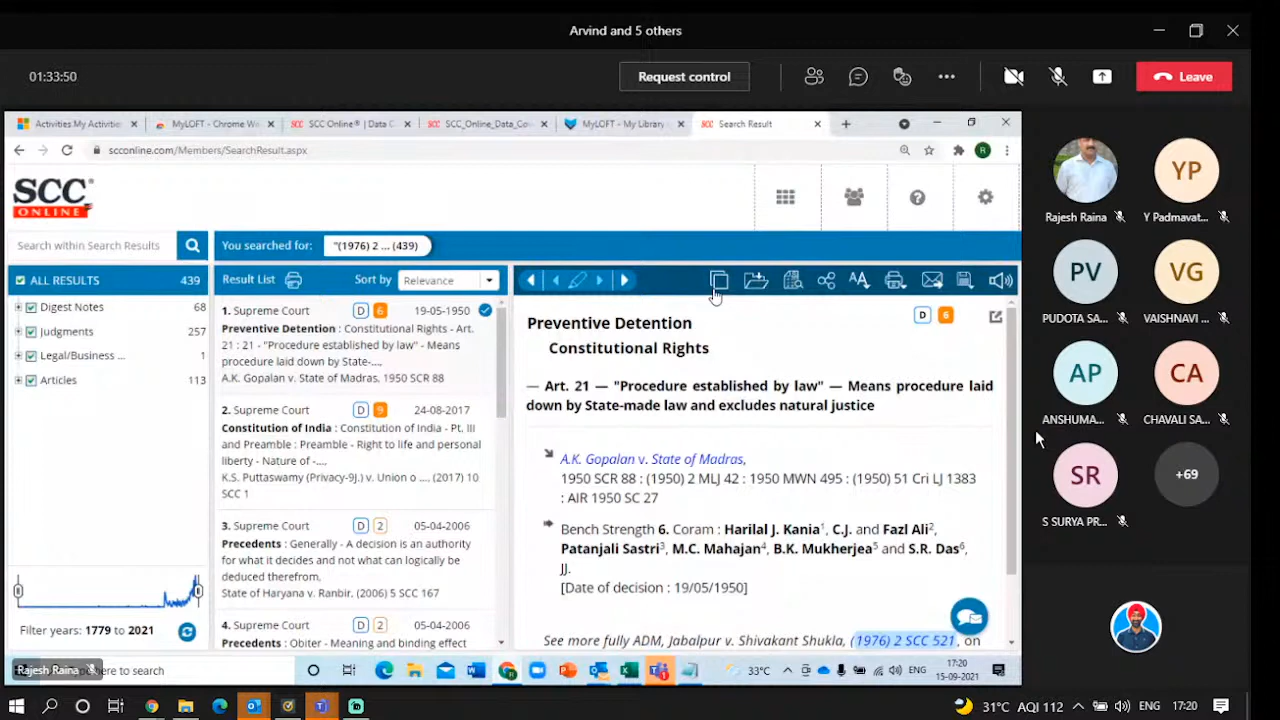 Arvind and 5 others
01:33:50
Request control
Leave
Activities.My Activitie
MyLOFT - Chrome We
SCC Online® | Data C
SCC_Online_Data_Co
MyLOFT - My Library
Search Result
scconline.com/Members/SearchResult.aspx
SCC®
ONLINE
Search within Search Results
You searched for:
"(1976) 2 ... (439)
ALL RESULTS 439
Digest Notes 68
Judgments 257
Legal/Business ... 1
Articles 113
Filter years: 1779 to 2021
Result List
Sort by
Relevance
1. Supreme Court D 6 19-05-1950
Preventive Detention : Constitutional Rights - Art.
21 : 21 - "Procedure established by law" - Means
procedure laid down by State-....
A.K. Gopalan v. State of Madras, 1950 SCR 88
2. Supreme Court D 9 24-08-2017
Constitution of India : Constitution of India - Pt. III
and Preamble : Preamble - Right to life and personal
liberty - Nature of -....
K.S. Puttaswamy (Privacy-9J.) v. Union o ...., (2017) 10
SCC 1
3. Supreme Court D 2 05-04-2006
Precedents : Generally - A decision is an authority
for what it decides and not what can logically be
deduced therefrom,
State of Haryana v. Ranbir, (2006) 5 SCC 167
4. Supreme Court D 2 05-04-2006
Precedents : Obiter - Meaning and binding effect
D 6
Preventive Detention
Constitutional Rights
— Art. 21 — "Procedure established by law" — Means procedure laid
down by State-made law and excludes natural justice
A.K. Gopalan v. State of Madras,
1950 SCR 88 : (1950) 2 MLJ 42 : 1950 MWN 495 : (1950) 51 Cri LJ 1383
: AIR 1950 SC 27
Bench Strength 6. Coram : Harilal J. Kania1, C.J. and Fazl Ali2,
Patanjali Sastri3, M.C. Mahajan4, B.K. Mukherjea5 and S.R. Das6,
JJ.
[Date of decision : 19/05/1950]
See more fully ADM, Jabalpur v. Shivakant Shukla, (1976) 2 SCC 521, on
Rajesh Raina
YP
Y Padmavat...
PV
PUDOTA SA...
VG
VAISHNAVI ...
AP
ANSHUMA...
CA
CHAVALI SA...
SR
S SURYA PR...
+69
Rajesh Raina
here to search
33°C
ENG
17:20
15-09-2021
31°C AQI 112
ENG
17:20